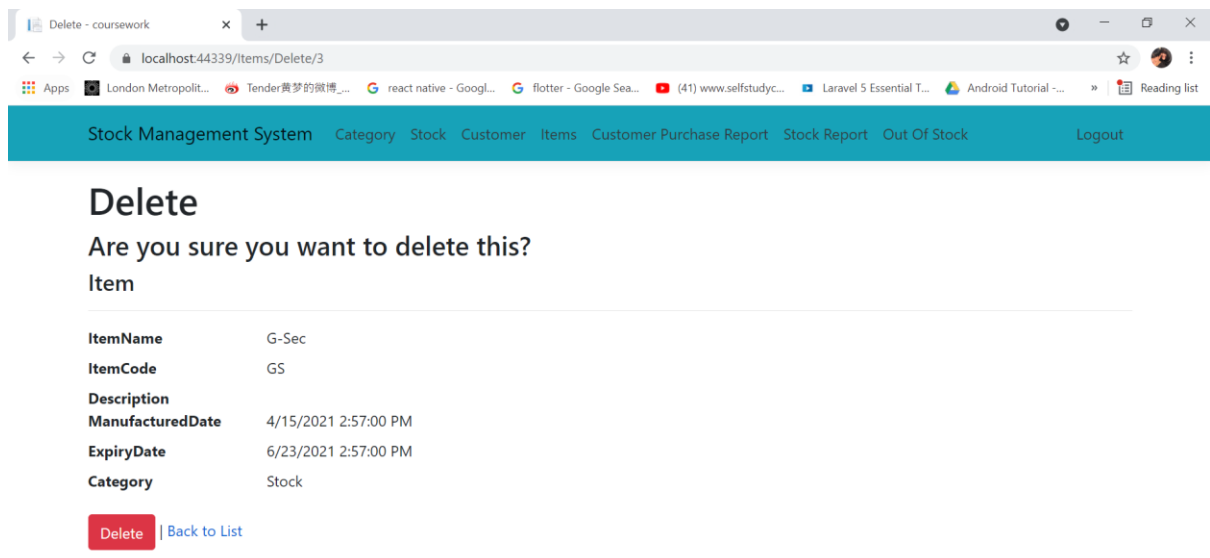 Delete - coursework
localhost:44339/Items/Delete/3
Apps London Metropolit... Tender黄梦的微博_... react native - Googl... flotter - Google Sea... (41) www.selfstudyc... Laravel 5 Essential T... Android Tutorial -... » Reading list
Stock Management System Category Stock Customer Items Customer Purchase Report Stock Report Out Of Stock Logout
Delete
Are you sure you want to delete this?
Item
ItemName G-Sec
ItemCode GS
Description
ManufacturedDate 4/15/2021 2:57:00 PM
ExpiryDate 6/23/2021 2:57:00 PM
Category Stock
Delete | Back to List